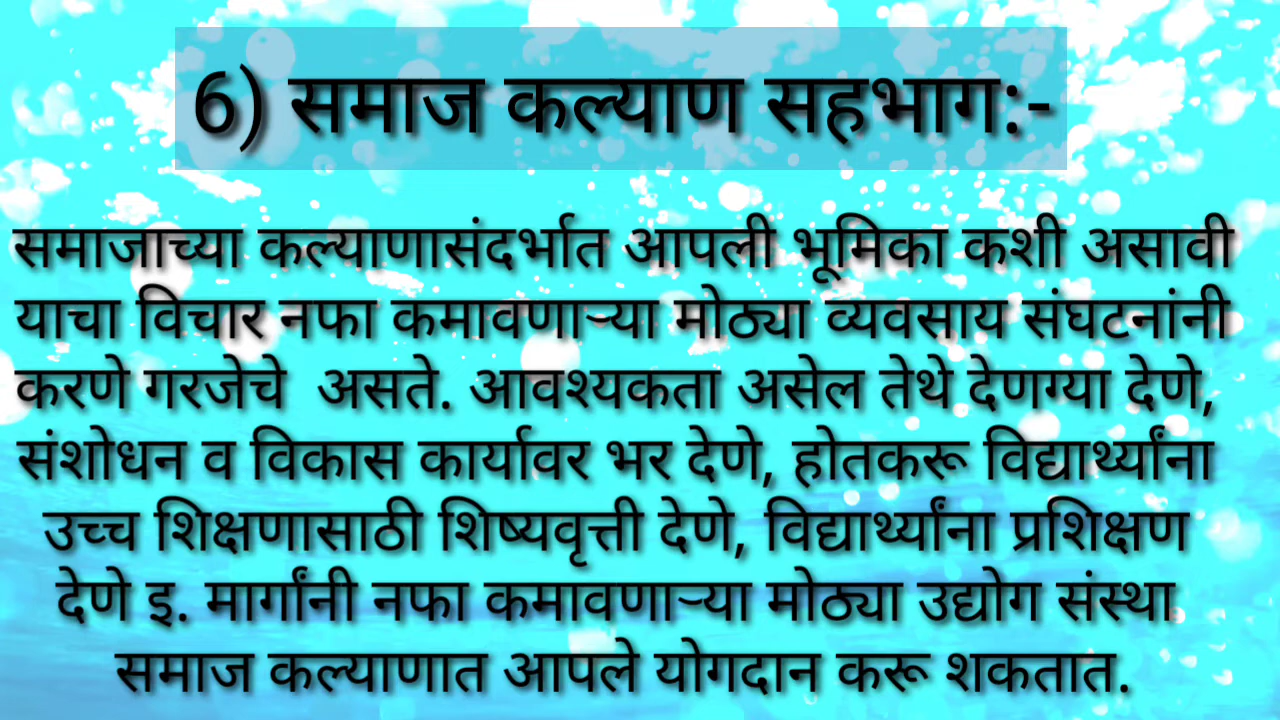 6) समाज कल्याण सहभाग:-
समाजाच्या कल्याणासंदर्भात आपली भूमिका कशी असावी
याचा विचार नफा कमावणाऱ्या मोठ्या व्यवसाय संघटनांनी
करणे गरजेचे  असते. आवश्यकता असेल तेथे देणग्या देणे,
संशोधन व विकास कार्यावर भर देणे, होतकरू विद्यार्थ्यांना
उच्च शिक्षणासाठी शिष्यवृत्ती देणे, विद्यार्थ्यांना प्रशिक्षण
देणे इ. मार्गांनी नफा कमावणाऱ्या मोठ्या उद्योग संस्था
समाज कल्याणात आपले योगदान करू शकतात.